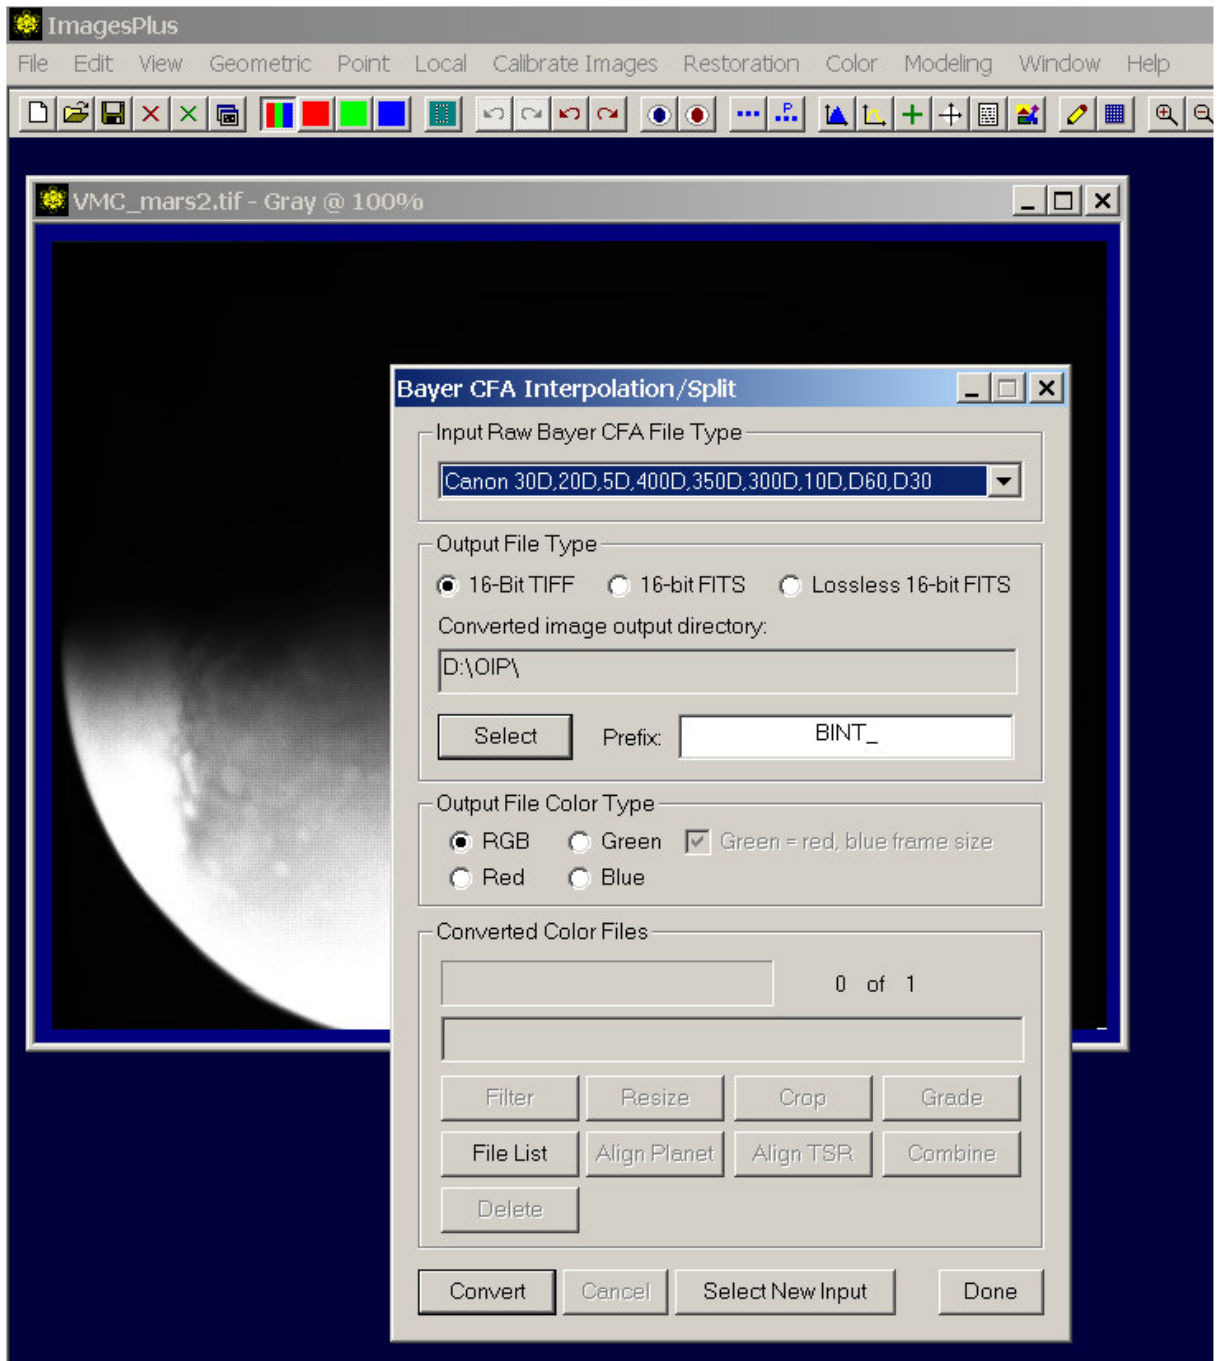 ImagesPlus
File Edit View Geometric Point Local Calibrate Images Restoration Color Modeling Window Help
P
VMC_mars2.tif - Gray @ 100%
Bayer CFA Interpolation/Split
Input Raw Bayer CFA File Type
Canon 30D,20D,5D,400D,350D,300D,10D,D60,D30
Output File Type
16-Bit TIFF 16-bit FITS Lossless 16-bit FITS
Converted image output directory:
D:\OIP\
Select Prefix: BINT_
Output File Color Type
RGB Green Green = red, blue frame size
Red Blue
Converted Color Files
0 of 1
Filter Resize Crop Grade
File List Align Planet Align TSR Combine
Delete
Convert Cancel Select New Input Done